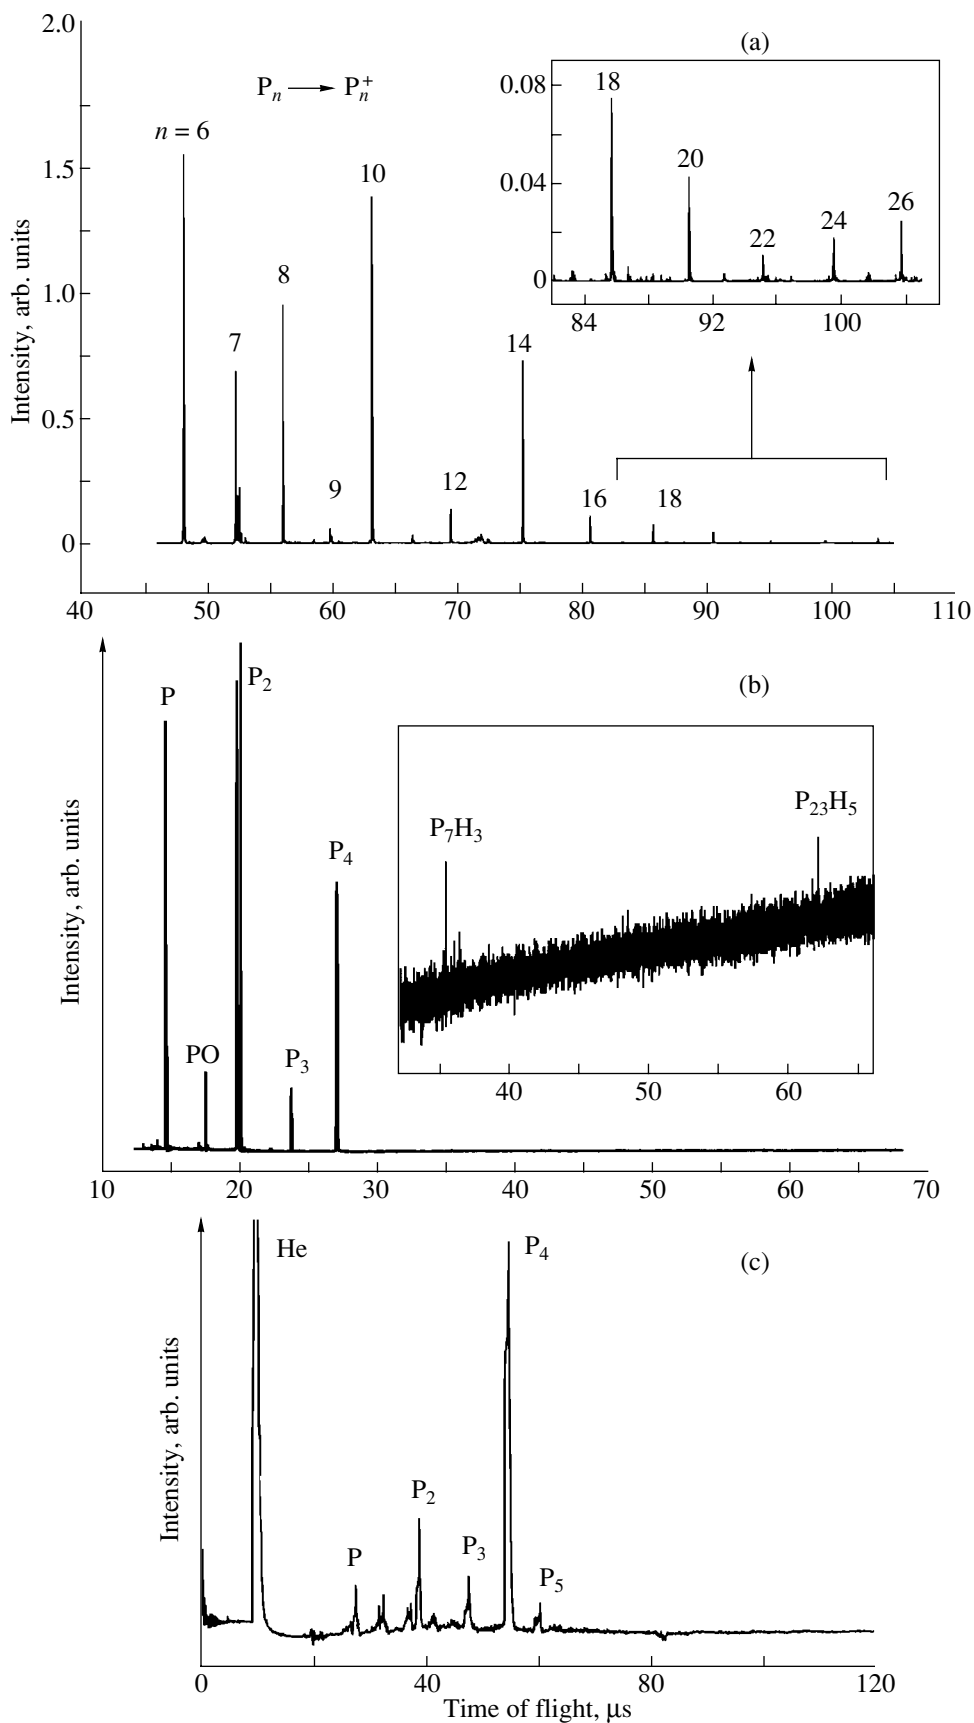 2.0
(a)
Pₙ ⟶ Pₙ⁺
0.08
18
n = 6
20
1.5
10
0.04
26
24
22
0
8
1.0
84 92 100
7
14
Intensity, arb. units
0.5
12
9
16 18
0
40 50 60 70 80 90 100 110
P₂
(b)
P
P₂₃H₅
P₇H₃
P₄
Intensity, arb. units
PO
P₃
40 50 60
10 20 30 40 50 60 70
He
P₄
(c)
Intensity, arb. units
P₂
P₃
P
P₅
0 40 80 120
Time of flight, μs